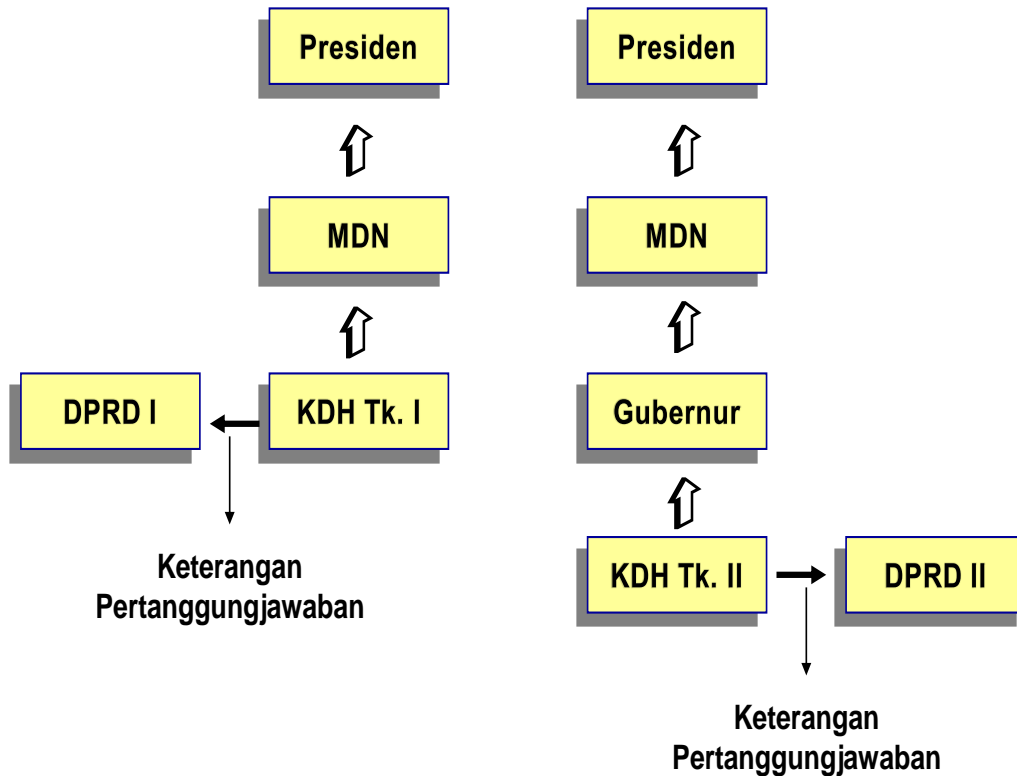 Presiden
Presiden
MDN
MDN
DPRD I
KDH Tk. I
Gubernur
KDH Tk. II
DPRD II
Keterangan
Pertanggungjawaban
Keterangan
Pertanggungjawaban